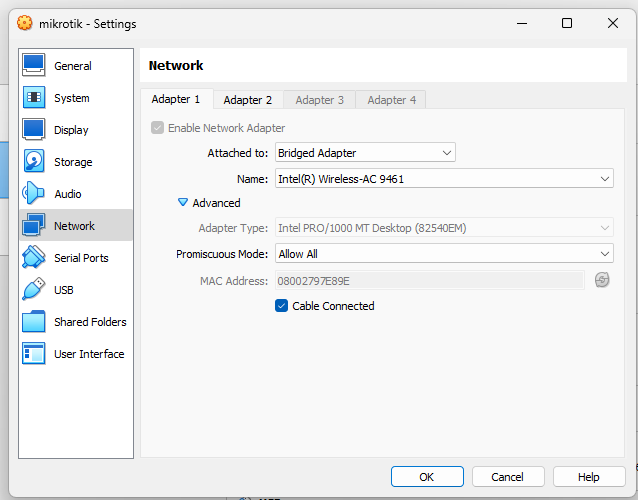 mikrotik - Settings
General
System
Display
Storage
Audio
Network
Serial Ports
USB
Shared Folders
User Interface
Network
Adapter 1 Adapter 2 Adapter 3 Adapter 4
Enable Network Adapter
Attached to: Bridged Adapter
Name: Intel(R) Wireless-AC 9461
Advanced
Adapter Type: Intel PRO/1000 MT Desktop (82540EM)
Promiscuous Mode: Allow All
MAC Address: 08002797E89E
Cable Connected
OK Cancel Help